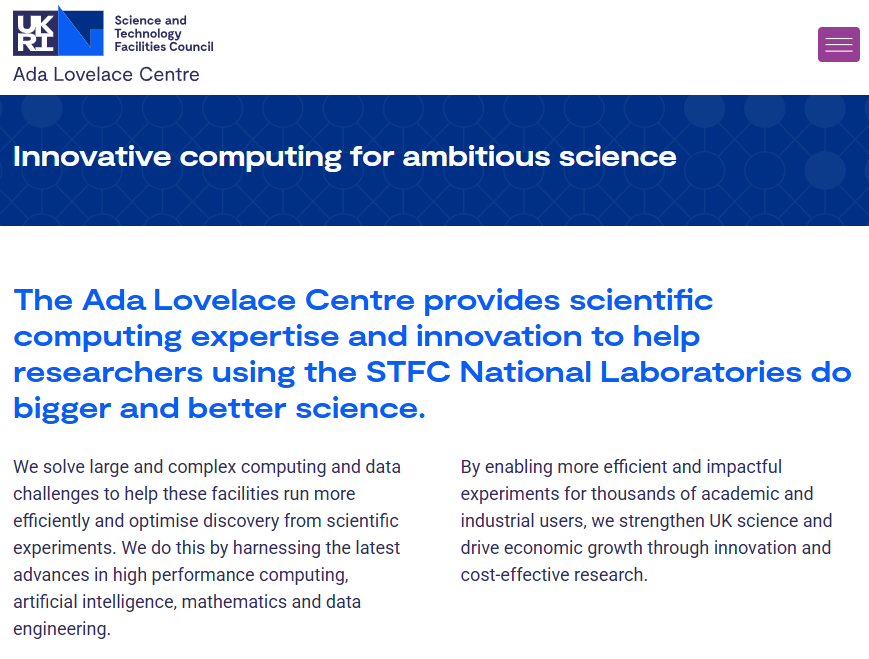 UK
RI
Science and
Technology
Facilities Council
Ada Lovelace Centre
Innovative computing for ambitious science
The Ada Lovelace Centre provides scientific
computing expertise and innovation to help
researchers using the STFC National Laboratories do
bigger and better science.
We solve large and complex computing and data
challenges to help these facilities run more
efficiently and optimise discovery from scientific
experiments. We do this by harnessing the latest
advances in high performance computing,
artificial intelligence, mathematics and data
engineering.
By enabling more efficient and impactful
experiments for thousands of academic and
industrial users, we strengthen UK science and
drive economic growth through innovation and
cost-effective research.